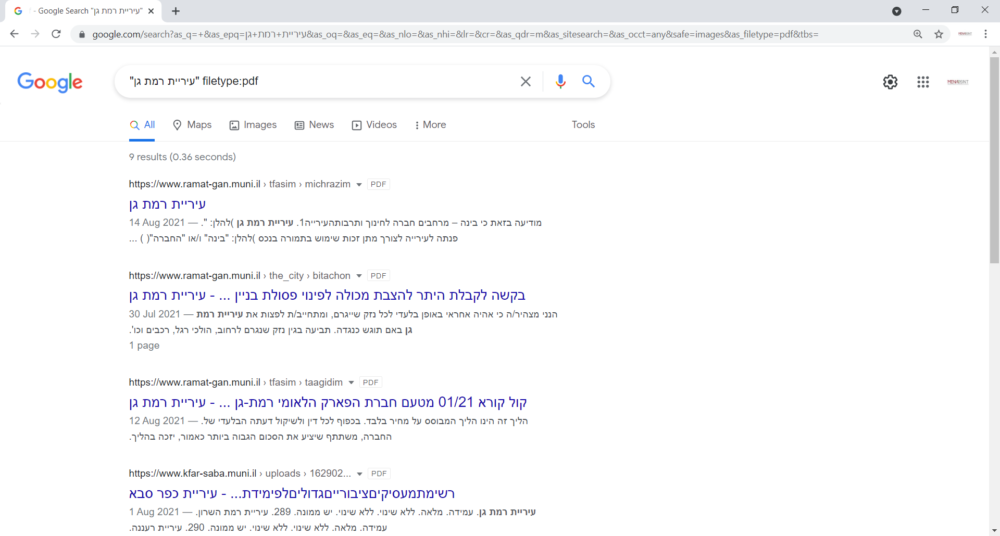 "עיריית רמת גן" - Google Search
google.com/search?as_q=+&as_epq=עיריית+רמת+גן&as_oq=&as_eq=&as_nlo=&as_nhi=&lr=&cr=&as_qdr=m&as_sitesearch=&as_occt=any&safe=images&as_filetype=pdf&tbs=
MENA OSINT
Google
"עיריית רמת גן" filetype:pdf
MENA OSINT
All Maps Images News Videos More Tools
9 results (0.36 seconds)
https://www.ramat-gan.muni.il › tfasim › michrazim PDF
עיריית רמת גן
14 Aug 2021 — מודיעה בזאת כי בינה – מרחבים חברה לחינוך ותרבותהעירייה1. עיריית רמת גן )להלן: ".
פנתה לעירייה לצורך מתן זכות שימוש בתמורה בנכס )להלן: "בינה" ו/או "החברה"( ) ...
https://www.ramat-gan.muni.il › the_city › bitachon PDF
בקשה לקבלת היתר להצבת מכולה לפינוי פסולת בניין ... - עיריית רמת גן
30 Jul 2021 — הנני מצהיר/ה כי אהיה אחראי באופן בלעדי לכל נזק שייגרם, ומתחייב/ת לפצות את עיריית רמת
גן באם תוגש כנגדה. תביעה בגין נזק שנגרם לרחוב, הולכי רגל, רכבים וכו'.
1 page
https://www.ramat-gan.muni.il › tfasim › taagidim PDF
קול קורא 01/21 מטעם חברת הפארק הלאומי רמת-גן ... - עיריית רמת גן
12 Aug 2021 — הליך זה הינו הליך המבוסס על מחיר בלבד. בכפוף לכל דין ולשיקול דעתה הבלעדי של.
החברה, משתתף שיציע את הסכום הגבוה ביותר כאמור, יזכה בהליך.
https://www.kfar-saba.muni.il › uploads › 162902... PDF
רשימתמעסיקיםציבורייםגדוליםלפימידת... - עיריית כפר סבא
1 Aug 2021 — עיריית רמת גן. עמידה. מלאה. ללא שינוי. ללא שינוי. יש ממונה. 289. עיריית רמת השרון.
עמידה. מלאה. ללא שינוי. ללא שינוי. יש ממונה. 290. עיריית רעננה.